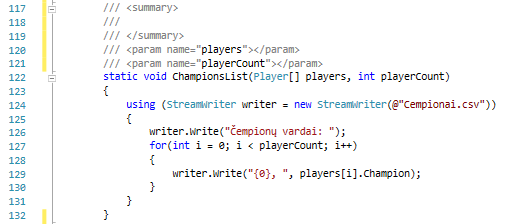 117 /// <summary>
118 ///
119 /// </summary>
120 /// <param name="players"></param>
121 /// <param name="playerCount"></param>
122 static void ChampionsList(Player[] players, int playerCount)
123 {
124 using (StreamWriter writer = new StreamWriter(@"Cempionai.csv"))
125 {
126 writer.Write("Čempionų vardai: ");
127 for(int i = 0; i < playerCount; i++)
128 {
129 writer.Write("{0}, ", players[i].Champion);
130 }
131 }
132 }